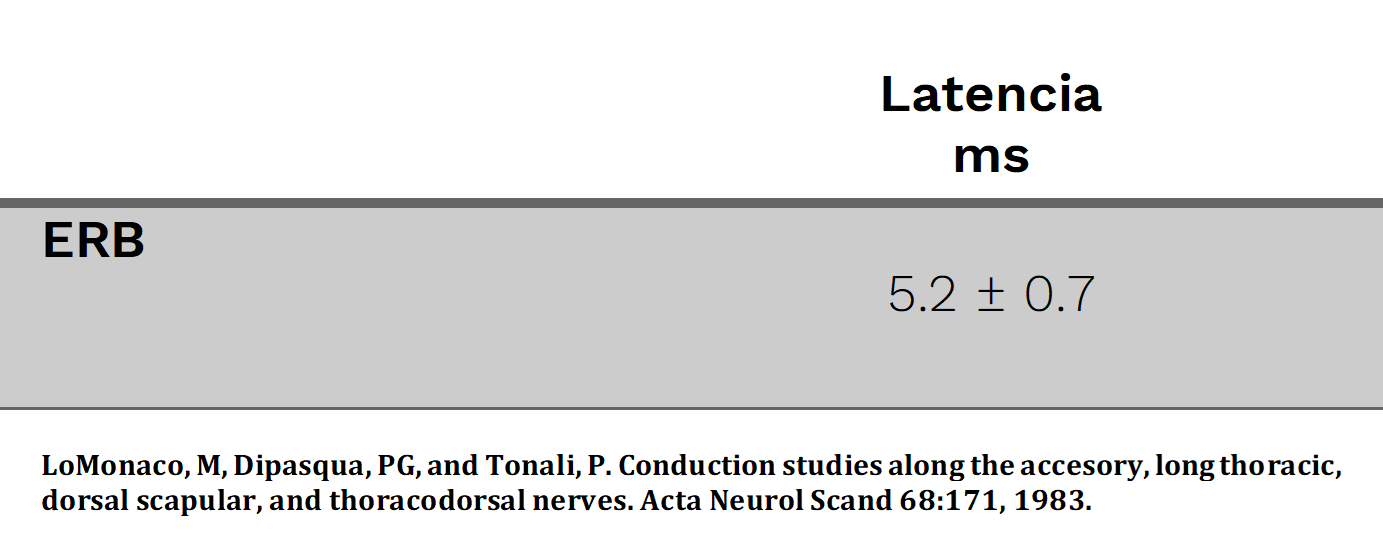 Latencia
ms
ERB
5.2 ± 0.7
LoMonaco, M, Dipasqua, PG, and Tonali, P. Conduction studies along the accesory, long thoracic,
dorsal scapular, and thoracodorsal nerves. Acta Neurol Scand 68:171, 1983.